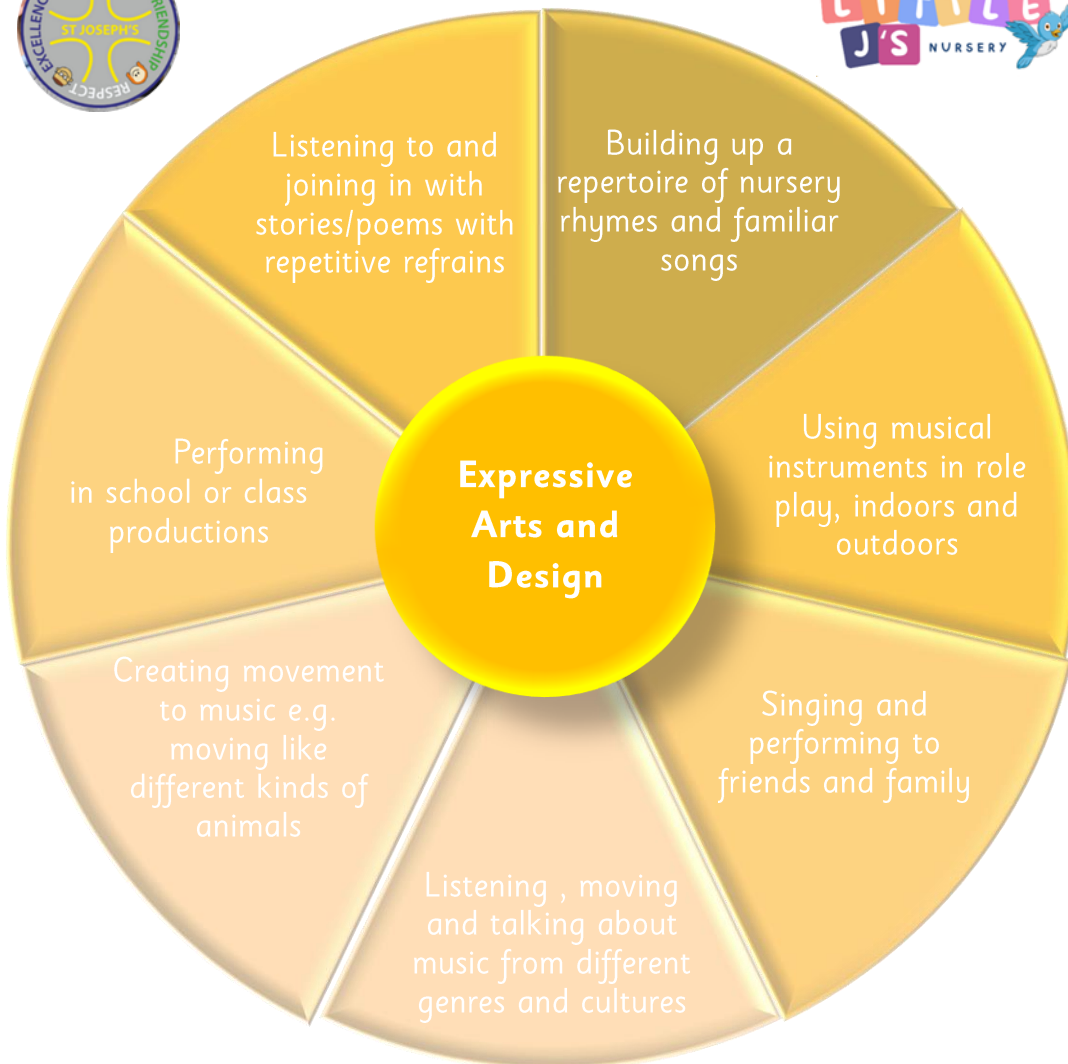 EXCELLENC
FRIENDSHIP
ST JOSEPH'S
RESPECT
LITTLE
J'S NURSERY
Listening to and
joining in with
stories/poems with
repetitive refrains
Building up a
repertoire of nursery
rhymes and familiar
songs
Using musical
instruments in role
play, indoors and
outdoors
Singing and
performing to
friends and family
Listening , moving
and talking about
music from different
genres and cultures
Creating movement
to music e.g.
moving like
different kinds of
animals
Performing
in school or class
productions
Expressive
Arts and
Design